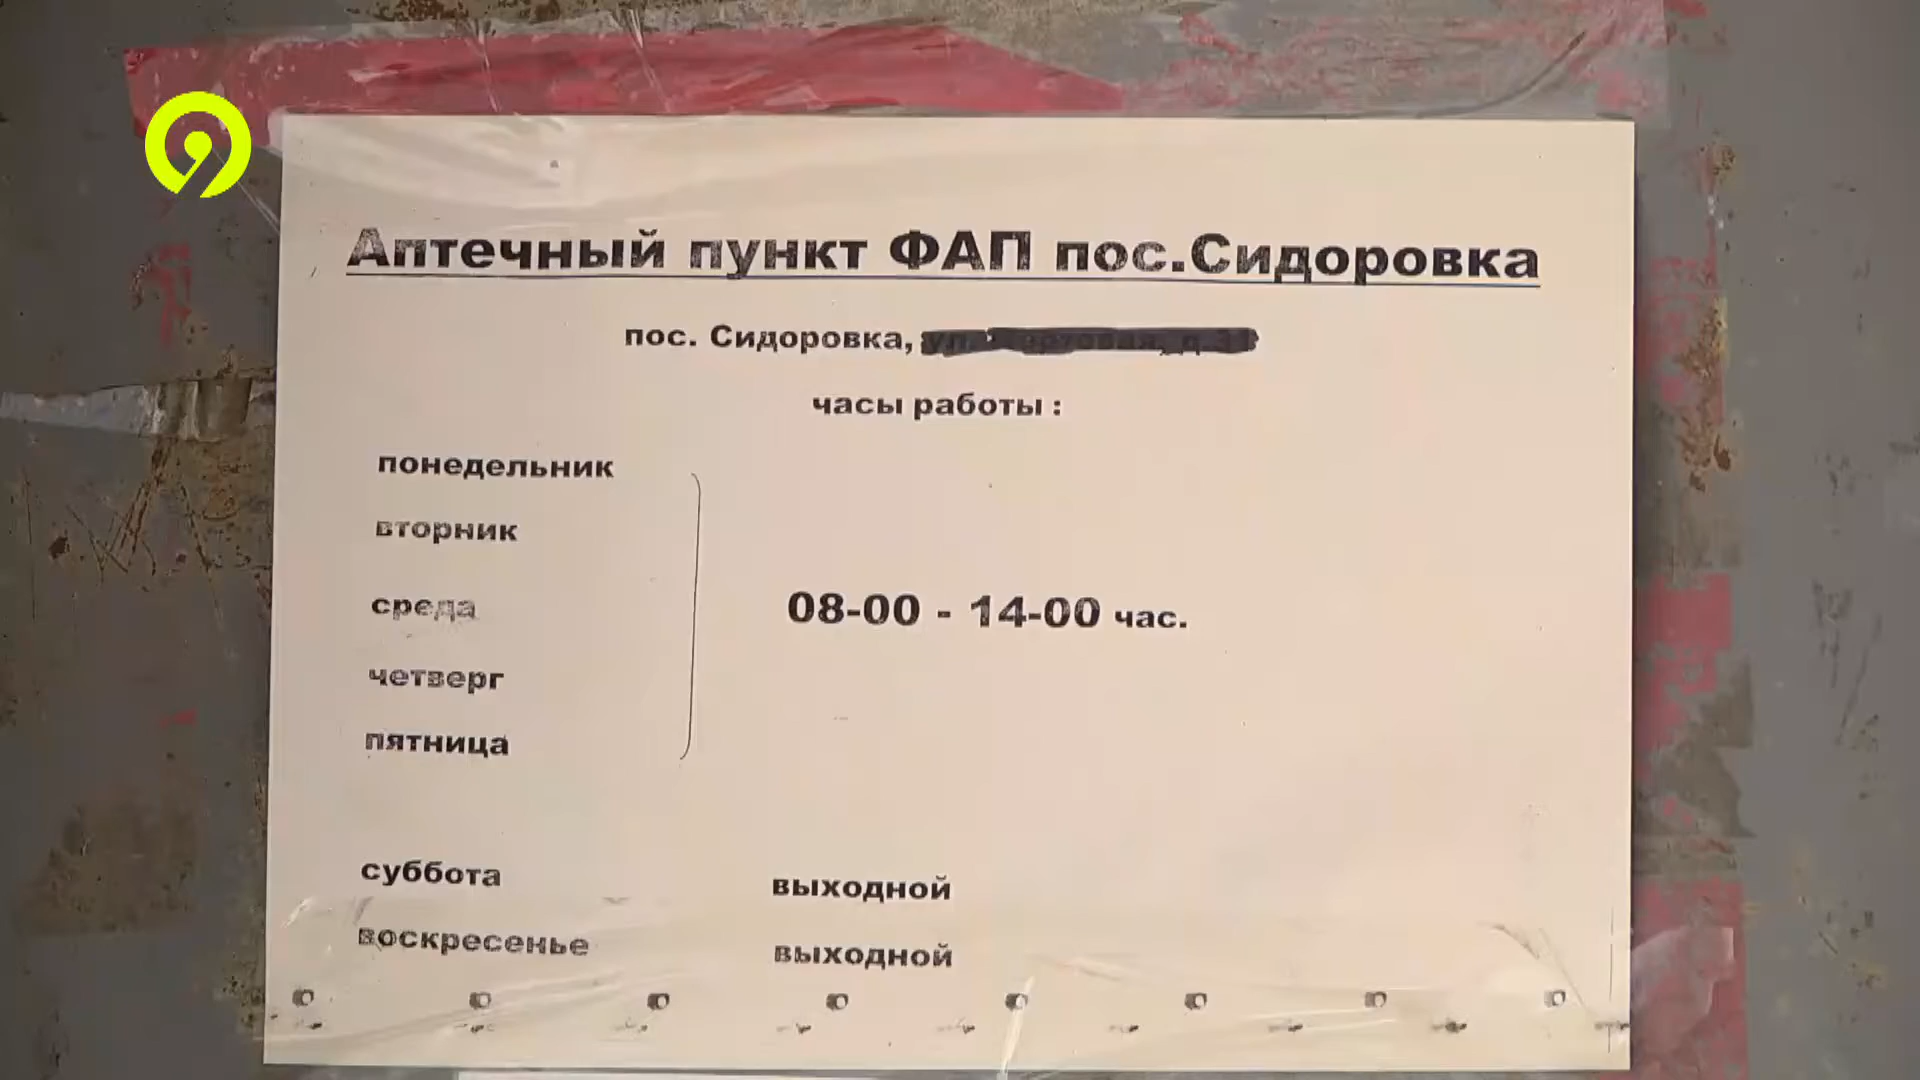 Аптечный пункт ФАП пос.Сидоровка
пос. Сидоровка,
часы работы :
понедельник
вторник
среда
08-00 - 14-00 час.
четверг
пятница
суббота выходной
воскресенье выходной